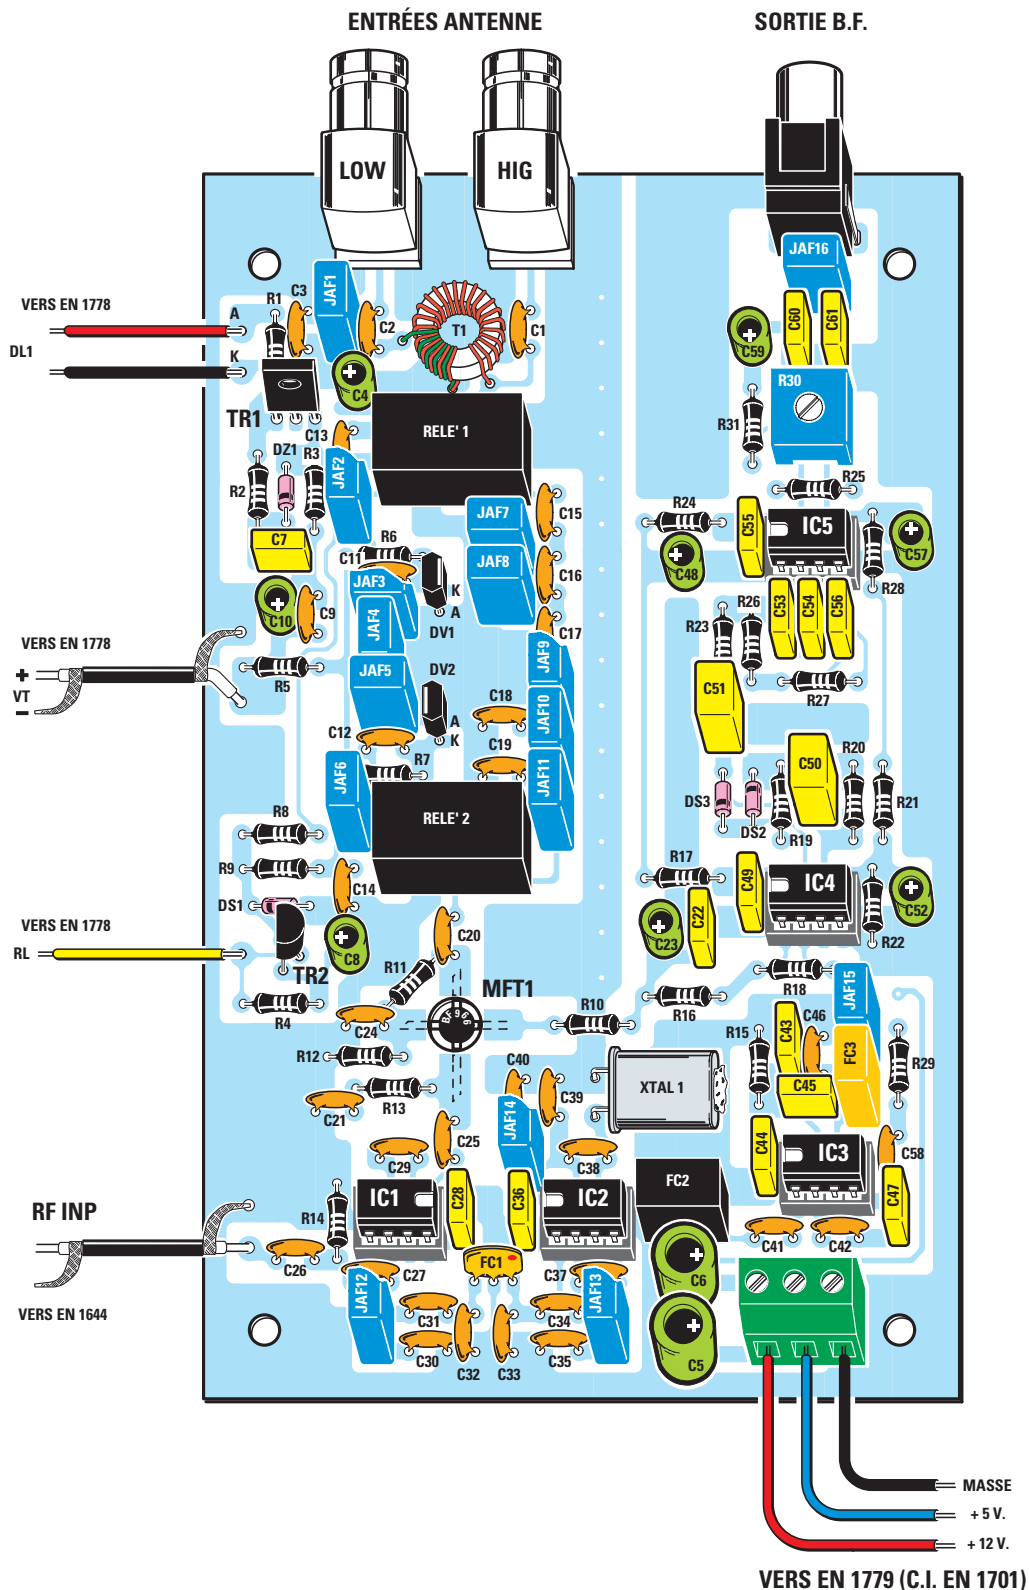 ENTRÉES ANTENNE
SORTIE B.F.
LOW
HIG
JAF16
JAF1
C3
R1
VERS EN 1778
A
C2
T1
C1
C60
C61
C59
DL1
K
C4
R30
TR1
RELE' 1
R31
C13
DZ1
R3
JAF2
R25
R2
JAF7
C15
R24
C55
IC5
C57
C7
R6
C11
JAF8
C16
C48
R28
JAF3
K
A
C10
C9
JAF4
DV1
C17
R23
R26
C53
C54
C56
VERS EN 1778
+
VT
−
R5
JAF5
DV2
JAF9
C51
R27
A
K
C18
JAF10
C12
C19
R20
C50
R7
JAF6
JAF11
DS3
DS2
R19
R21
R8
RELE' 2
R9
R17
C49
IC4
C14
DS1
C52
VERS EN 1778
RL
C20
C23
C22
R22
C8
TR2
R11
MFT1
R18
JAF15
R4
C24
BF966
R10
R16
R15
C43
C46
R12
C40
FC3
R29
XTAL 1
R13
C39
C45
C21
JAF14
C25
C44
C29
C38
IC3
C58
RF INP
IC1
C28
C36
IC2
FC2
C47
R14
C41
C42
C26
C27
FC1
C37
C6
JAF12
JAF13
C31
C34
VERS EN 1644
C30
C32
C33
C35
C5
MASSE
+ 5 V.
+ 12 V.
VERS EN 1779 (C.I. EN 1701)